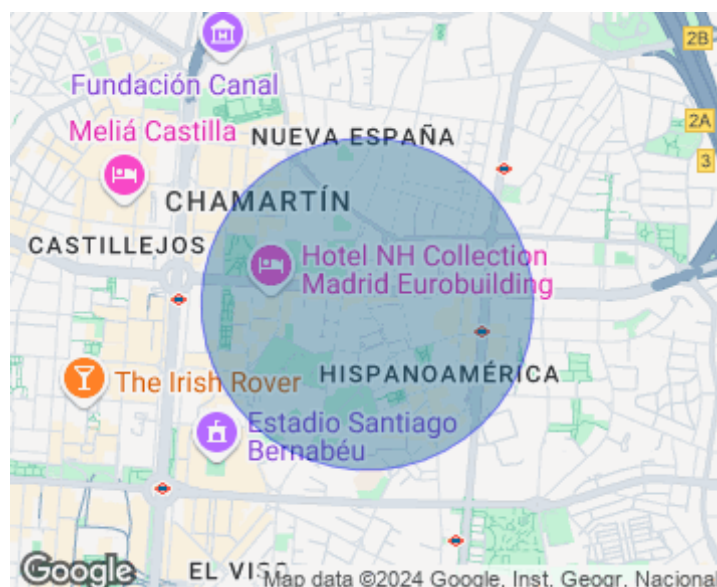 2B
Fundación Canal
2A
Meliá Castilla
NUEVA ESPAÑA
3
CHAMARTÍN
CASTILLEJOS
Hotel NH Collection
Madrid Eurobuilding
The Irish Rover
HISPANOAMÉRICA
Estadio Santiago
Bernabéu
Google
EL VISO
Map data ©2024 Google, Inst. Geogr. Nacional